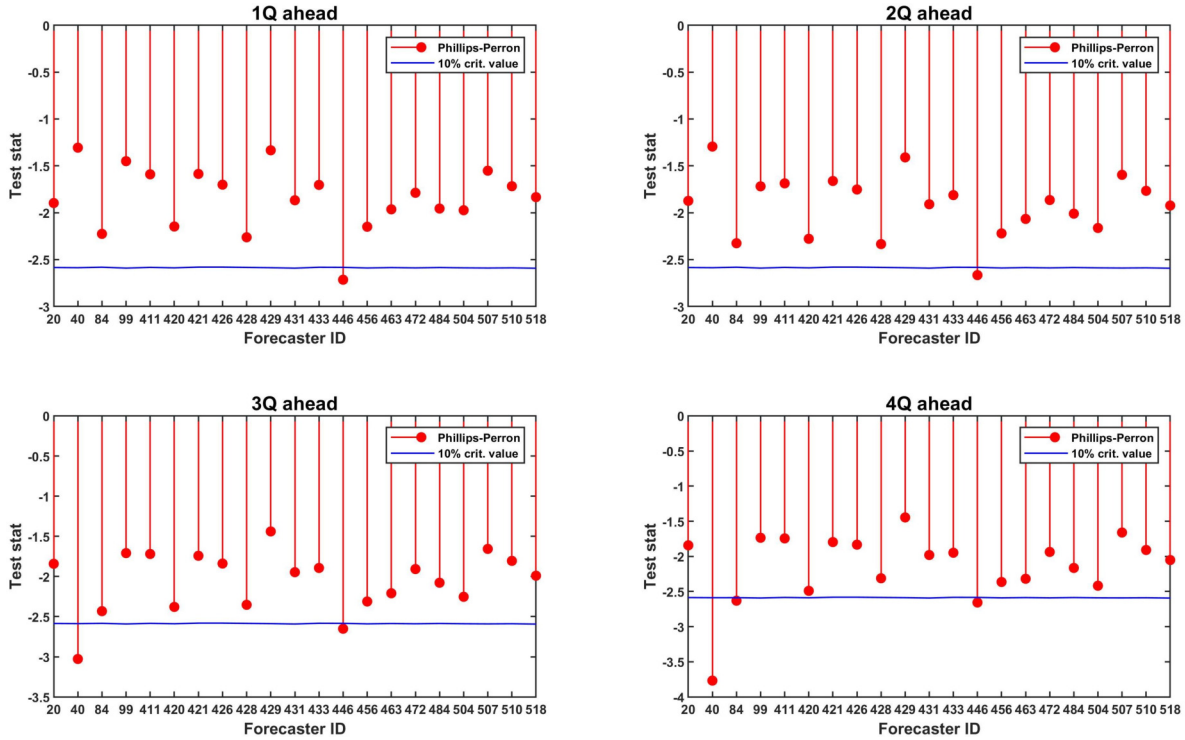 1Q ahead
0
-0.5
-1
-1.5
-2
-2.5
-3
Test stat
Phillips-Perron
10% crit. value
20 40 84 99 411 420 421 426 428 429 431 433 446 456 463 472 484 504 507 510 518
Forecaster ID
2Q ahead
0
-0.5
-1
-1.5
-2
-2.5
-3
Test stat
Phillips-Perron
10% crit. value
20 40 84 99 411 420 421 426 428 429 431 433 446 456 463 472 484 504 507 510 518
Forecaster ID
3Q ahead
0
-0.5
-1
-1.5
-2
-2.5
-3
-3.5
Test stat
Phillips-Perron
10% crit. value
20 40 84 99 411 420 421 426 428 429 431 433 446 456 463 472 484 504 507 510 518
Forecaster ID
4Q ahead
0
-0.5
-1
-1.5
-2
-2.5
-3
-3.5
-4
Test stat
Phillips-Perron
10% crit. value
20 40 84 99 411 420 421 426 428 429 431 433 446 456 463 472 484 504 507 510 518
Forecaster ID